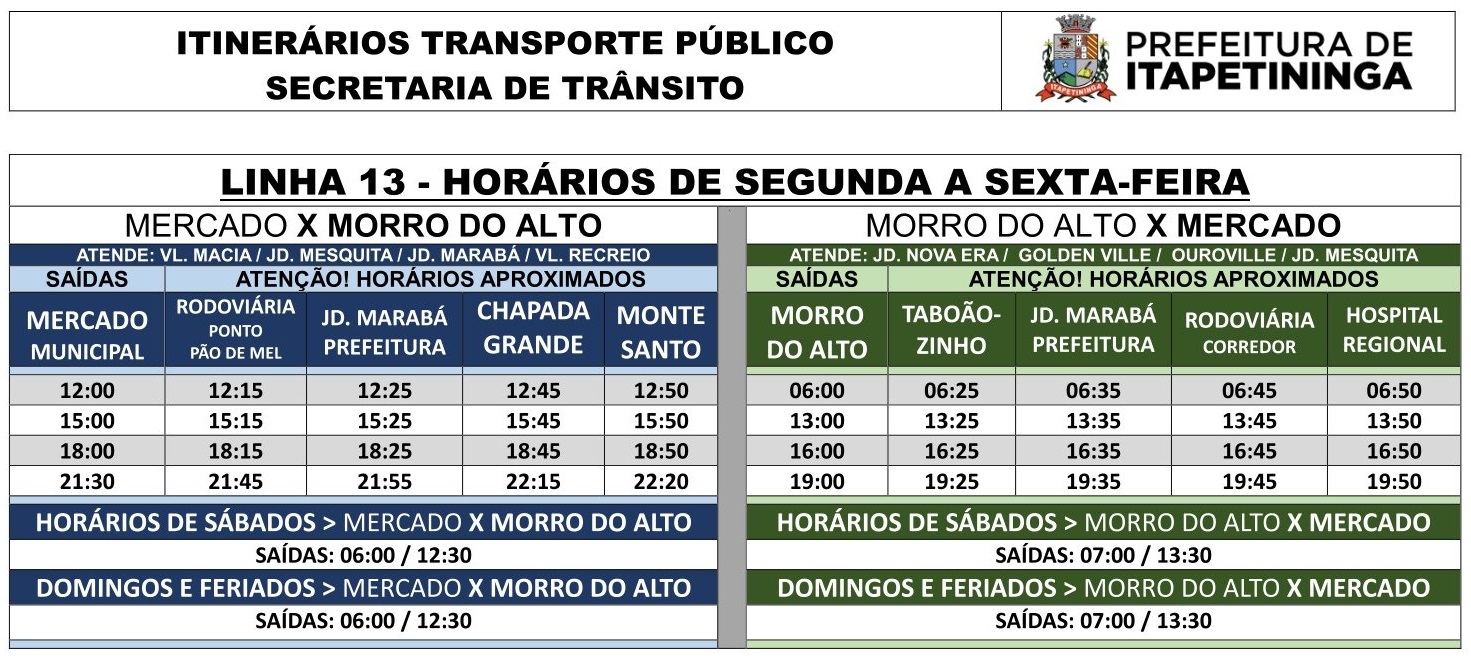 ITINERÁRIOS TRANSPORTE PÚBLICO
SECRETARIA DE TRÂNSITO
ITAPETININGA
PREFEITURA DE
ITAPETININGA
LINHA 13 - HORÁRIOS DE SEGUNDA A SEXTA-FEIRA
MERCADO X MORRO DO ALTO
ATENDE: VL. MACIA / JD. MESQUITA / JD. MARABÁ / VL. RECREIO
SAÍDAS ATENÇÃO! HORÁRIOS APROXIMADOS
MERCADO MUNICIPAL RODOVIÁRIA PONTO PÃO DE MEL JD. MARABÁ PREFEITURA CHAPADA GRANDE MONTE SANTO
12:00 12:15 12:25 12:45 12:50
15:00 15:15 15:25 15:45 15:50
18:00 18:15 18:25 18:45 18:50
21:30 21:45 21:55 22:15 22:20
HORÁRIOS DE SÁBADOS > MERCADO X MORRO DO ALTO
SAÍDAS: 06:00 / 12:30
DOMINGOS E FERIADOS > MERCADO X MORRO DO ALTO
SAÍDAS: 06:00 / 12:30
MORRO DO ALTO X MERCADO
ATENDE: JD. NOVA ERA / GOLDEN VILLE / OUROVILLE / JD. MESQUITA
SAÍDAS ATENÇÃO! HORÁRIOS APROXIMADOS
MORRO DO ALTO TABOÃO-ZINHO JD. MARABÁ PREFEITURA RODOVIÁRIA CORREDOR HOSPITAL REGIONAL
06:00 06:25 06:35 06:45 06:50
13:00 13:25 13:35 13:45 13:50
16:00 16:25 16:35 16:45 16:50
19:00 19:25 19:35 19:45 19:50
HORÁRIOS DE SÁBADOS > MORRO DO ALTO X MERCADO
SAÍDAS: 07:00 / 13:30
DOMINGOS E FERIADOS > MORRO DO ALTO X MERCADO
SAÍDAS: 07:00 / 13:30